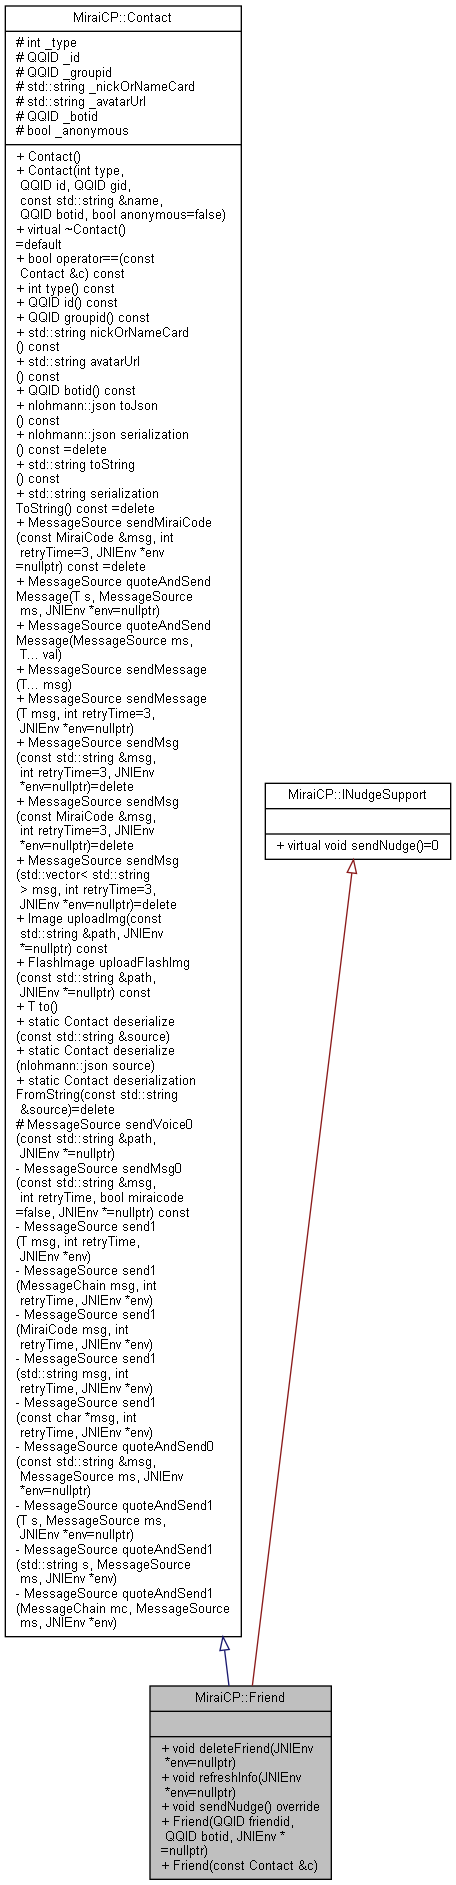 MiraiCP::Contact
# int _type
# QQID _id
# QQID _groupid
# std::string _nickOrNameCard
# std::string _avatarUrl
# QQID _botid
# bool _anonymous
+ Contact()
+ Contact(int type,
QQID id, QQID gid,
const std::string &name,
QQID botid, bool anonymous=false)
+ virtual ~Contact()
=default
+ bool operator==(const
Contact &c) const
+ int type() const
+ QQID id() const
+ QQID groupid() const
+ std::string nickOrNameCard
() const
+ std::string avatarUrl
() const
+ QQID botid() const
+ nlohmann::json toJson
() const
+ nlohmann::json serialization
() const =delete
+ std::string toString
() const
+ std::string serialization
ToString() const =delete
+ MessageSource sendMiraiCode
(const MiraiCode &msg, int
retryTime=3, JNIEnv *env
=nullptr) const =delete
+ MessageSource quoteAndSend
Message(T s, MessageSource
ms, JNIEnv *env=nullptr)
+ MessageSource quoteAndSend
Message(MessageSource ms,
T... val)
+ MessageSource sendMessage
(T... msg)
+ MessageSource sendMessage
(T msg, int retryTime=3,
JNIEnv *env=nullptr)
+ MessageSource sendMsg
(const std::string &msg,
int retryTime=3, JNIEnv
*env=nullptr)=delete
+ MessageSource sendMsg
(const MiraiCode &msg,
int retryTime=3, JNIEnv
*env=nullptr)=delete
+ MessageSource sendMsg
(std::vector< std::string
> msg, int retryTime=3,
JNIEnv *env=nullptr)=delete
+ Image uploadImg(const
std::string &path, JNIEnv
*=nullptr) const
+ FlashImage uploadFlashImg
(const std::string &path,
JNIEnv *=nullptr) const
+ T to()
+ static Contact deserialize
(const std::string &source)
+ static Contact deserialize
(nlohmann::json source)
+ static Contact deserialization
FromString(const std::string
&source)=delete
# MessageSource sendVoice0
(const std::string &path,
JNIEnv *=nullptr)
- MessageSource sendMsg0
(const std::string &msg,
int retryTime, bool miraicode
=false, JNIEnv *=nullptr) const
- MessageSource send1
(T msg, int retryTime,
JNIEnv *env)
- MessageSource send1
(MessageChain msg, int
retryTime, JNIEnv *env)
- MessageSource send1
(MiraiCode msg, int
retryTime, JNIEnv *env)
- MessageSource send1
(std::string msg, int
retryTime, JNIEnv *env)
- MessageSource send1
(const char *msg, int
retryTime, JNIEnv *env)
- MessageSource quoteAndSend0
(const std::string &msg,
MessageSource ms, JNIEnv
*env=nullptr)
- MessageSource quoteAndSend1
(T s, MessageSource ms,
JNIEnv *env=nullptr)
- MessageSource quoteAndSend1
(std::string s, MessageSource
ms, JNIEnv *env)
- MessageSource quoteAndSend1
(MessageChain mc, MessageSource
ms, JNIEnv *env)
MiraiCP::INudgeSupport
+ virtual void sendNudge()=0
MiraiCP::Friend
+ void deleteFriend(JNIEnv
*env=nullptr)
+ void refreshInfo(JNIEnv
*env=nullptr)
+ void sendNudge() override
+ Friend(QQID friendid,
QQID botid, JNIEnv *
=nullptr)
+ Friend(const Contact &c)